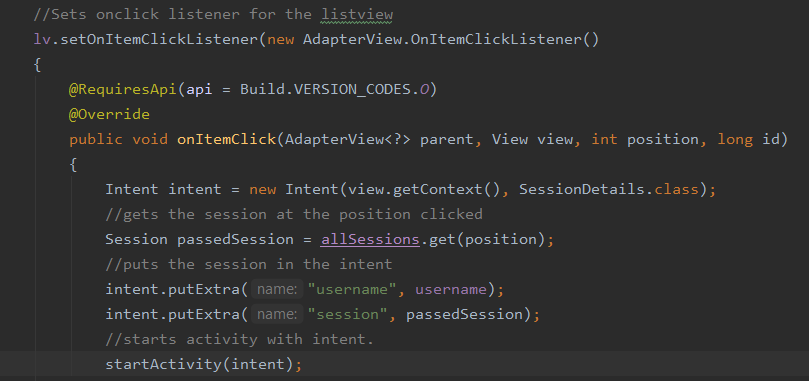 //Sets onclick listener for the listview
lv.setOnItemClickListener(new AdapterView.OnItemClickListener()
{
@RequiresApi(api = Build.VERSION_CODES.O)
@Override
public void onItemClick(AdapterView<?> parent, View view, int position, long id)
{
Intent intent = new Intent(view.getContext(), SessionDetails.class);
//gets the session at the position clicked
Session passedSession = allSessions.get(position);
//puts the session in the intent
intent.putExtra( name: "username", username);
intent.putExtra( name: "session", passedSession);
//starts activity with intent.
startActivity(intent);